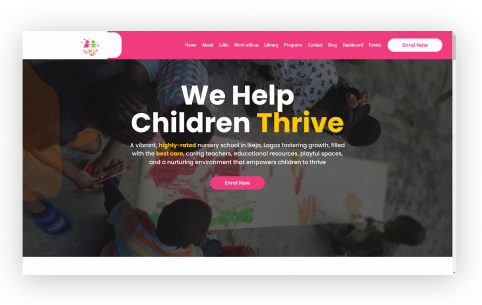 Home About Lillio Work with us Library Programs Contact Blog Dashboard Events Enrol Now
We Help
Children Thrive
A vibrant, highly-rated nursery school in Ikeja, Lagos fostering growth, filled
with the best care, caring teachers, educational resources, playful spaces,
and a nurturing environment that empowers children to thrive
Enrol Now